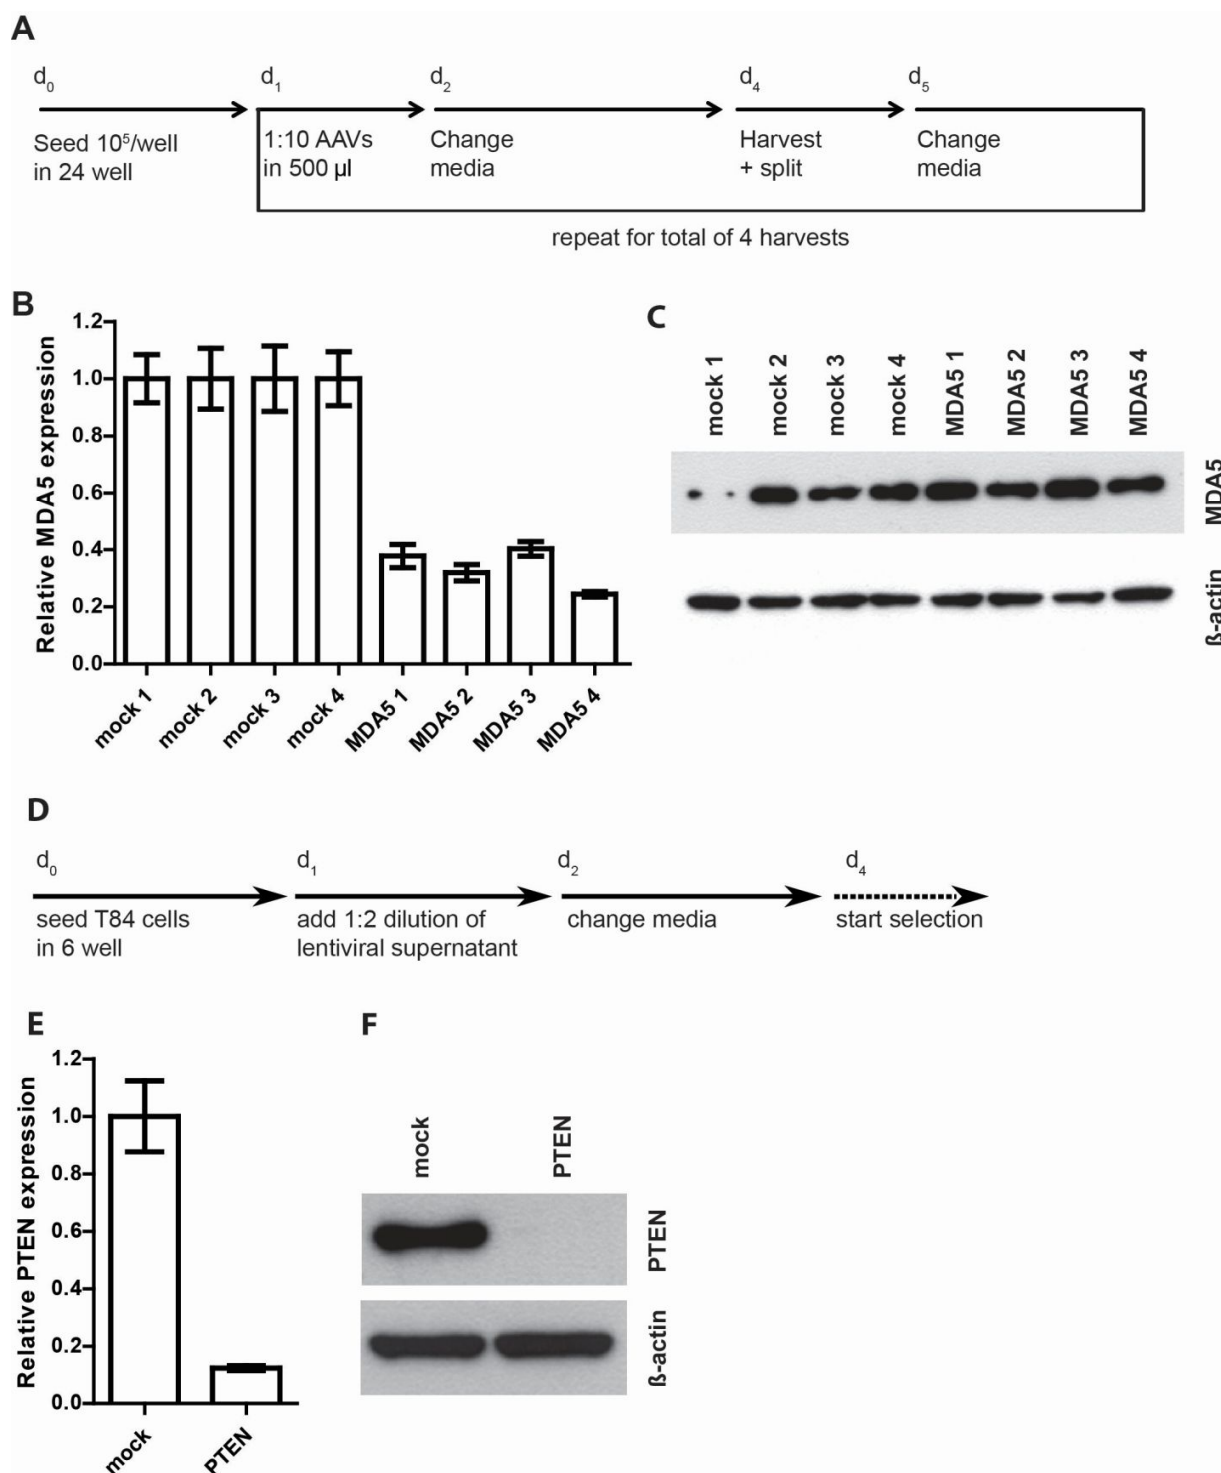 A
d0
d1
d2
d4
d5
Seed 10⁵/well
in 24 well
1:10 AAVs
in 500 µl
Change
media
Harvest
+ split
Change
media
repeat for total of 4 harvests
B
Relative MDA5 expression
1.2
1.0
0.8
0.6
0.4
0.2
0.0
mock 1
mock 2
mock 3
mock 4
MDA5 1
MDA5 2
MDA5 3
MDA5 4
C
mock 1
mock 2
mock 3
mock 4
MDA5 1
MDA5 2
MDA5 3
MDA5 4
MDA5
ß-actin
D
d0
d1
d2
d4
seed T84 cells
in 6 well
add 1:2 dilution of
lentiviral supernatant
change media
start selection
E
Relative PTEN expression
1.2
1.0
0.8
0.6
0.4
0.2
0.0
mock
PTEN
F
mock
PTEN
PTEN
ß-actin